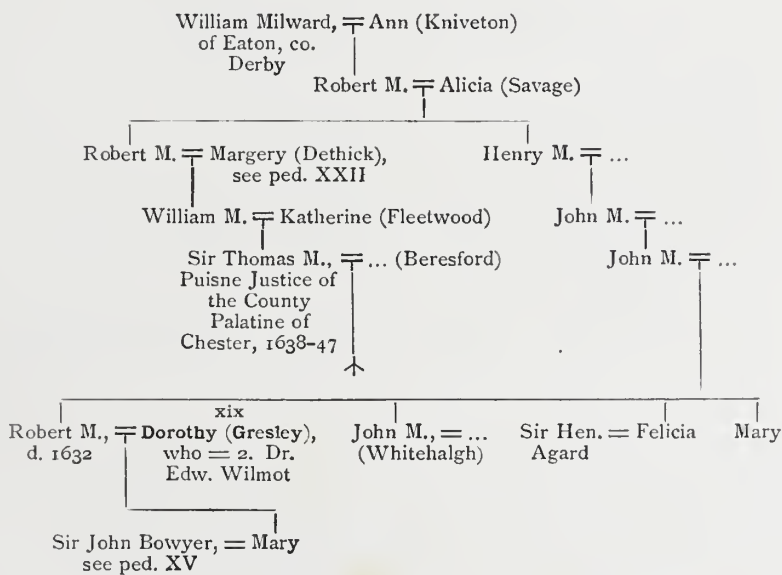 William Milward, = Ann (Kniveton)
of Eaton, co.
Derby
Robert M. = Alicia (Savage)
Robert M. = Margery (Dethick),
see ped. XXII
Henry M. = ...
William M. = Katherine (Fleetwood)
John M. = ...
Sir Thomas M., = ... (Beresford)
Puisne Justice of
the County
Palatine of
Chester, 1638-47
John M. = ...
xix
Robert M., = Dorothy (Gresley),
d. 1632
who = 2. Dr.
Edw. Wilmot
John M., = ...
(Whitehalgh)
Sir Hen. = Felicia
Agard
Mary
Sir John Bowyer, = Mary
see ped. XV